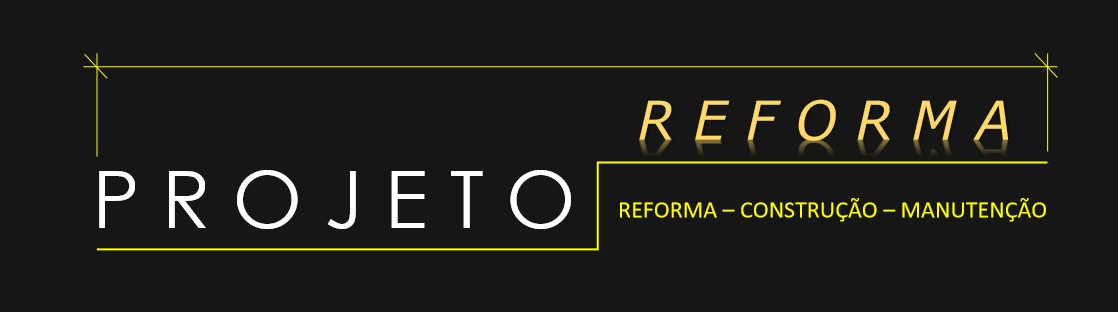 REFORMA
PROJETO
REFORMA – CONSTRUÇÃO – MANUTENÇÃO